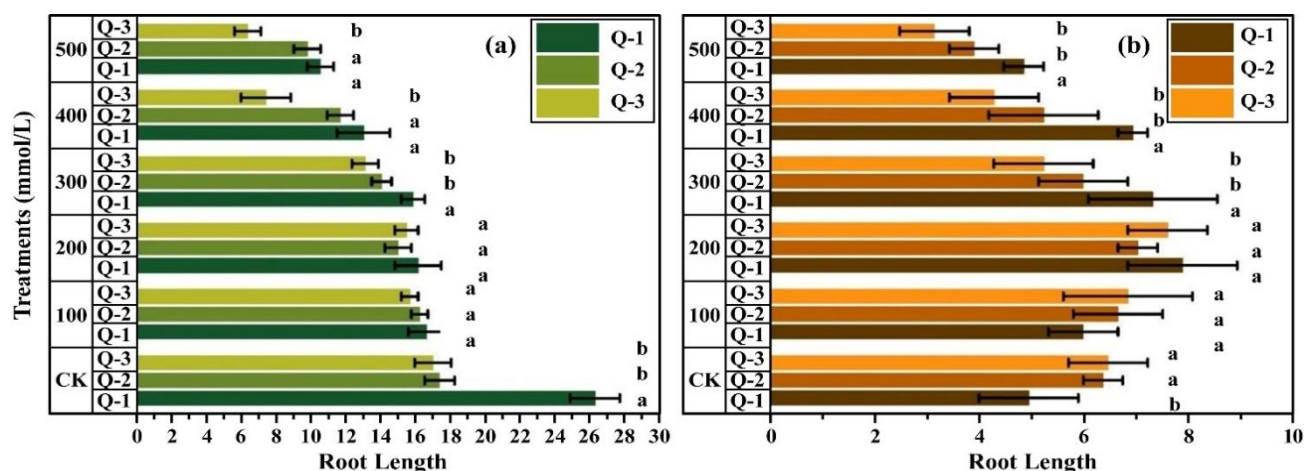 Treatments (mmol/L)
500
Q-3
Q-2
Q-1
400
Q-3
Q-2
Q-1
300
Q-3
Q-2
Q-1
200
Q-3
Q-2
Q-1
100
Q-3
Q-2
Q-1
CK
Q-3
Q-2
Q-1
b
a
a
b
a
a
b
b
a
a
a
a
a
a
a
b
b
a
(a)
Q-1
Q-2
Q-3
0 2 4 6 8 10 12 14 16 18 20 22 24 26 28 30
Root Length
500
Q-3
Q-2
Q-1
400
Q-3
Q-2
Q-1
300
Q-3
Q-2
Q-1
200
Q-3
Q-2
Q-1
100
Q-3
Q-2
Q-1
CK
Q-3
Q-2
Q-1
b
b
a
b
b
a
b
b
a
a
a
a
a
a
a
a
a
b
(b)
Q-1
Q-2
Q-3
0 2 4 6 8 10
Root Length